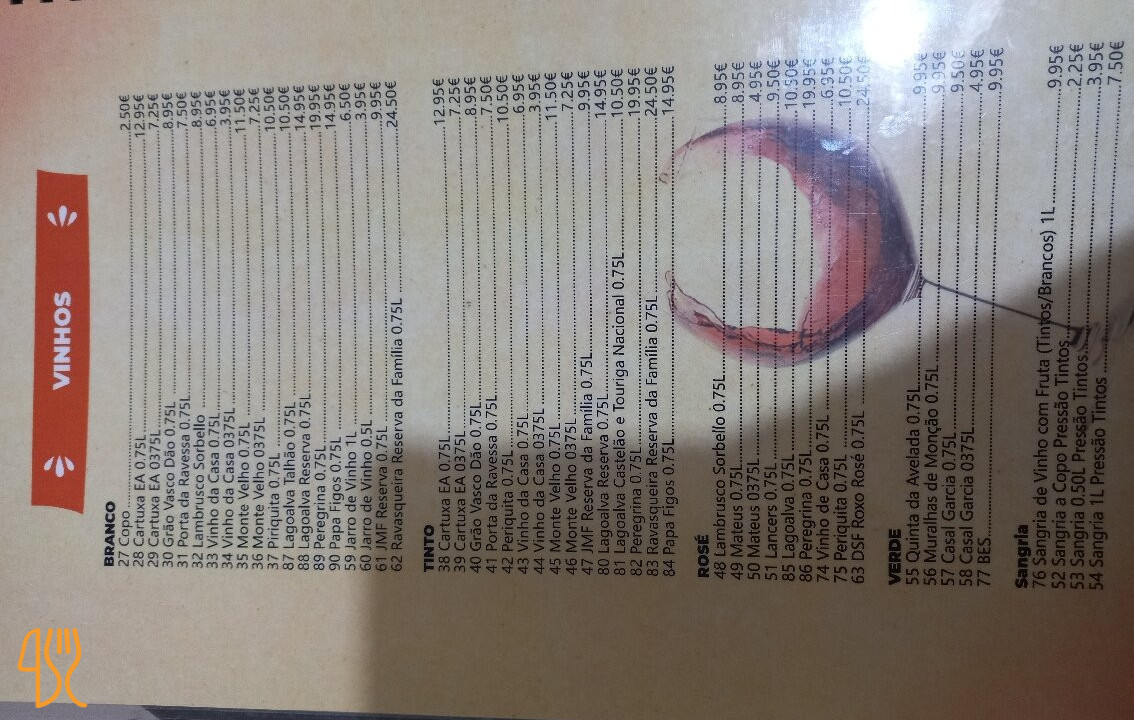 VINHOS
BRANCO
27 Copo 2.50€
28 Cartuxa EA 0.75L 12.95€
29 Cartuxa EA 0375L 7.25€
30 Grão Vasco Dão 0.75L 8.95€
31 Porta da Ravessa 0.75L 7.50€
32 Lambrusco Sorbello 8.95€
33 Vinho da Casa 0.75L 6.95€
34 Vinho da Casa 0375L 3.95€
35 Monte Velho 0.75L 11.50€
36 Monte Velho 0375L 7.25€
37 Piriquita 0.75L 10.50€
87 Lagoalva Talhão 0.75L 10.50€
88 Lagoalva Reserva 0.75L 14.95€
89 Peregrina 0.75L 19.95€
90 Papa Figos 0.75L 14.95€
59 Jarro de Vinho 1L 6.50€
60 Jarro de Vinho 0.5L 3.95€
61 JMF Reserva 0.75L 9.95€
62 Ravasqueira Reserva da Família 0.75L 24.50€
TINTO
38 Cartuxa EA 0.75L 12.95€
39 Cartuxa EA 0375L 7.25€
40 Grão Vasco Dão 0.75L 8.95€
41 Porta da Ravessa 0.75L 7.50€
42 Periquita 0.75L 10.50€
43 Vinho da Casa 0.75L 6.95€
44 Vinho da Casa 0375L 3.95€
45 Monte Velho 0.75L 11.50€
46 Monte Velho 0375L 7.25€
47 JMF Reserva da Família 0.75L 9.95€
80 Lagoalva Reserva 0.75L 14.95€
81 Lagoalva Castelão e Touriga Nacional 0.75L 10.50€
82 Peregrina 0.75L 19.95€
83 Ravasqueira Reserva da Família 0.75L 24.50€
84 Papa Figos 0.75L 14.95€
ROSÉ
48 Lambrusco Sorbello 0.75L 8.95€
49 Mateus 0.75L 8.95€
50 Mateus 0375L 4.95€
51 Lancers 0.75L 9.50€
85 Lagoalva 0.75L 10.50€
86 Peregrina 0.75L 19.95€
74 Vinho de Casa 0.75L 6.95€
75 Periquita 0.75L 10.50€
63 DSF Roxo Rosé 0.75L 24.50€
VERDE
55 Quinta da Avelada 0.75L 9.95€
56 Muralhas de Monção 0.75L 9.95€
57 Casal Garcia 0.75L 9.50€
58 Casal Garcia 0375L 4.95€
77 BES 9.95€
Sangria
76 Sangria de Vinho com Fruta (Tintos/Brancos) 1L 9.95€
52 Sangria a Copo Pressão Tintos 2.25€
53 Sangria 0.50L Pressão Tintos 3.95€
54 Sangria 1L Pressão Tintos 7.50€